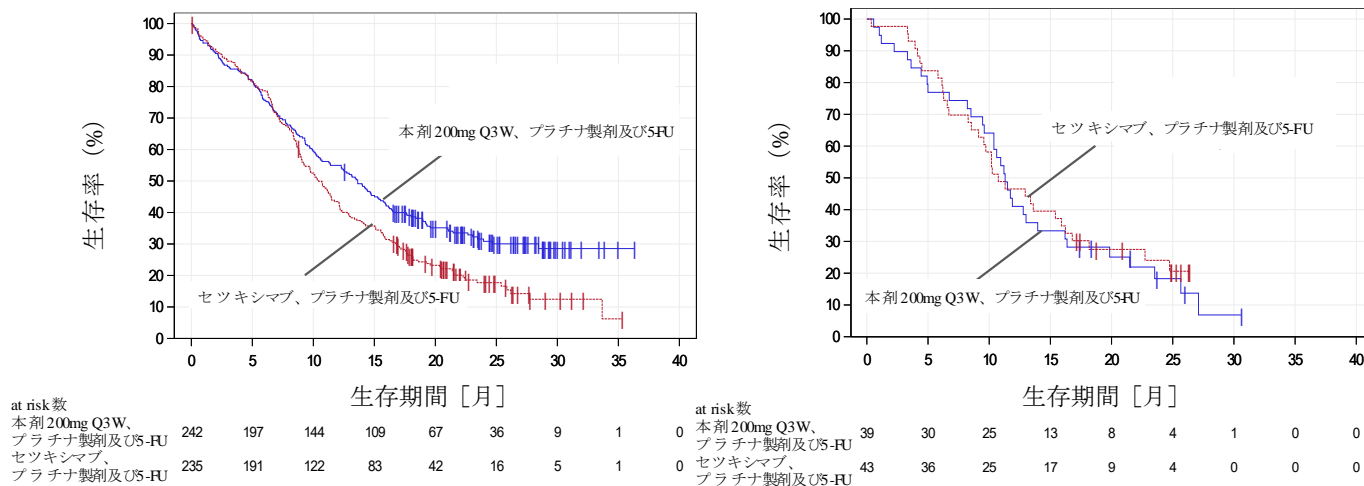 100
90
80
70
60
50
40
30
20
10
0
生存率 (%)
本剤200mg Q3W、プラチナ製剤及び5-FU
セツキシマブ、プラチナ製剤及び5-FU
0 5 10 15 20 25 30 35 40
生存期間 [月]
at risk数
本剤200mg Q3W、
プラチナ製剤及び5-FU
242 197 144 109 67 36 9 1 0
セツキシマブ、
プラチナ製剤及び5-FU
235 191 122 83 42 16 5 1 0
100
90
80
70
60
50
40
30
20
10
0
生存率 (%)
セツキシマブ、プラチナ製剤及び5-FU
本剤200mg Q3W、プラチナ製剤及び5-FU
0 5 10 15 20 25 30 35 40
生存期間 [月]
at risk数
本剤200mg Q3W、
プラチナ製剤及び5-FU
39 30 25 13 8 4 1 0 0
セツキシマブ、
プラチナ製剤及び5-FU
43 36 25 17 9 4 0 0 0